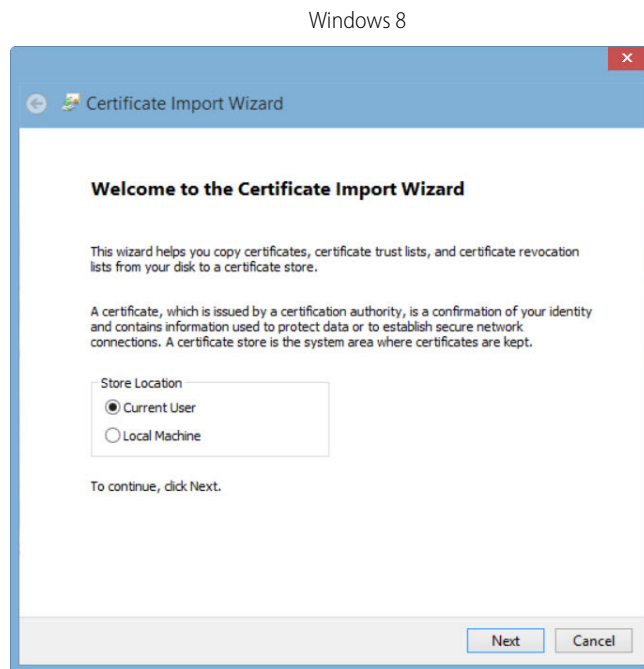 Windows 8
Certificate Import Wizard
Welcome to the Certificate Import Wizard
This wizard helps you copy certificates, certificate trust lists, and certificate revocation
lists from your disk to a certificate store.
A certificate, which is issued by a certification authority, is a confirmation of your identity
and contains information used to protect data or to establish secure network
connections. A certificate store is the system area where certificates are kept.
Store Location
Current User
Local Machine
To continue, click Next.
Next Cancel